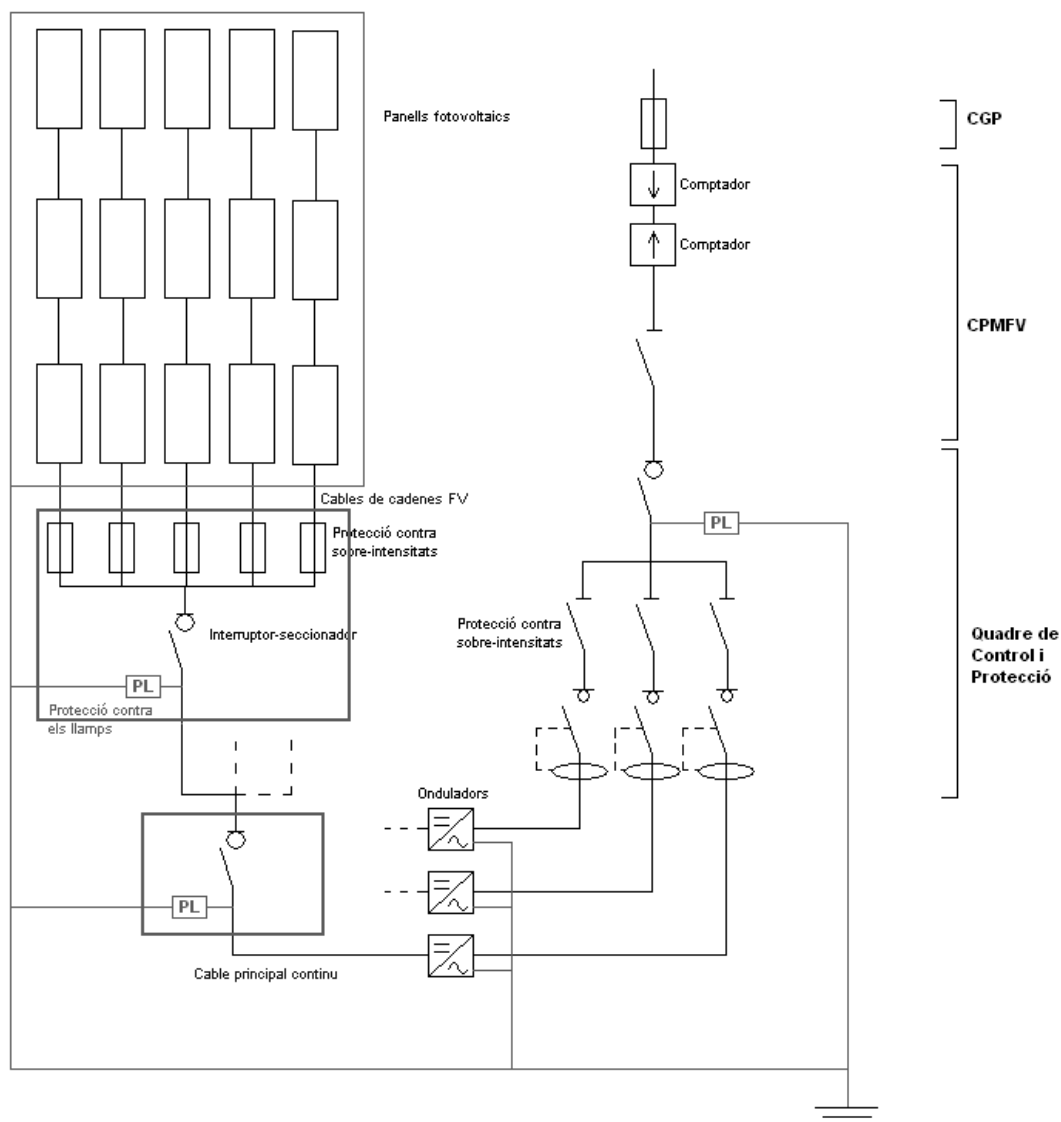 Panells fotovoltaics
CGP
Comptador
Comptador
CPMFV
Cables de cadenes FV
PL
Protecció contra
sobre-intensitats
Interruptor-seccionador
Protecció contra
sobre-intensitats
Quadre de
Control i
Protecció
PL
Protecció contra
els llamps
Onduladors
PL
Cable principal continu